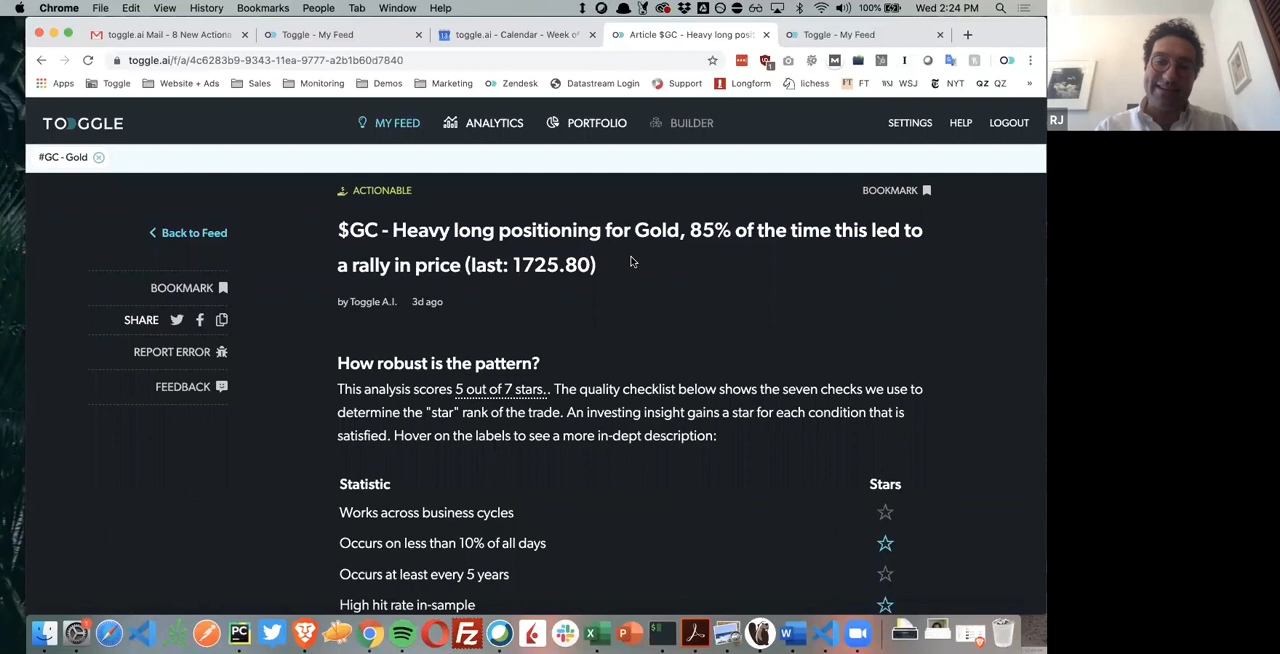 Chrome File Edit View History Bookmarks People Tab Window Help 100% Wed 2:24 PM
toggle.ai Mail - 8 New Actiona Toggle - My Feed toggle.ai - Calendar - Week of Article $GC - Heavy long posit Toggle - My Feed
toggle.ai/f/a/4c6283b9-9343-11ea-9777-a2b1b60d7840
Apps Toggle Website + Ads Sales Monitoring Demos Marketing Zendesk Datastream Login Support Longform lichess FT WSJ NYT QZ
RJ
TOGGLE MY FEED ANALYTICS PORTFOLIO BUILDER SETTINGS HELP LOGOUT
#GC - Gold
ACTIONABLE BOOKMARK
Back to Feed
$GC - Heavy long positioning for Gold, 85% of the time this led to
a rally in price (last: 1725.80)
by Toggle A.I. 3d ago
BOOKMARK
SHARE
REPORT ERROR
FEEDBACK
How robust is the pattern?
This analysis scores 5 out of 7 stars.. The quality checklist below shows the seven checks we use to
determine the "star" rank of the trade. An investing insight gains a star for each condition that is
satisfied. Hover on the labels to see a more in-dept description:
Statistic Stars
Works across business cycles
Occurs on less than 10% of all days
Occurs at least every 5 years
High hit rate in-sample